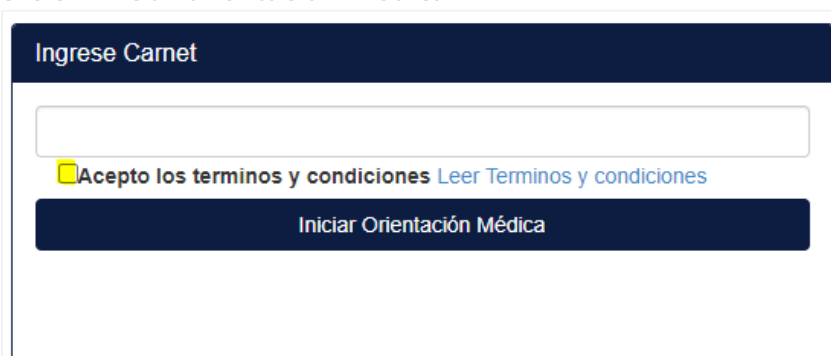 Ingrese Carnet
Acepto los terminos y condiciones Leer Terminos y condiciones
Iniciar Orientación Médica